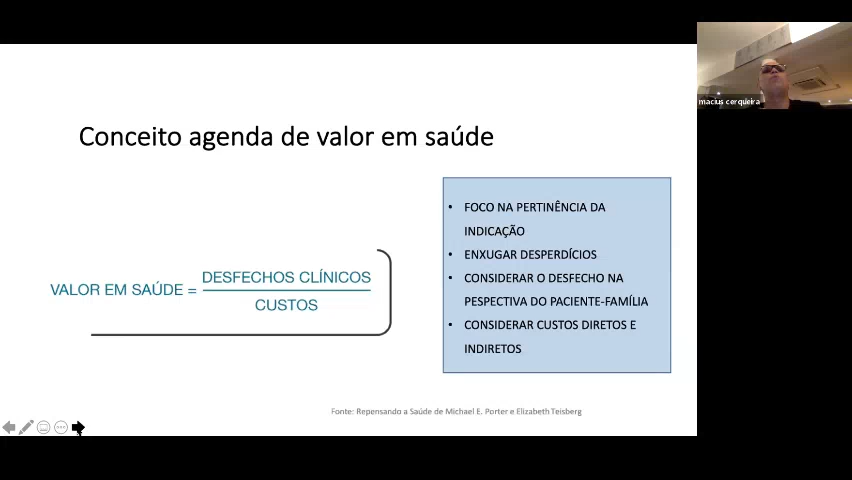 Conceito agenda de valor em saúde
VALOR EM SAÚDE = DESFECHOS CLÍNICOS
CUSTOS
• FOCO NA PERTINÊNCIA DA
INDICAÇÃO
• ENXUGAR DESPERDÍCIOS
• CONSIDERAR O DESFECHO NA
PESPECTIVA DO PACIENTE-FAMÍLIA
• CONSIDERAR CUSTOS DIRETOS E
INDIRETOS
Fonte: Repensando a Saúde de Michael E. Porter e Elizabeth Teisberg
macius cerqueira